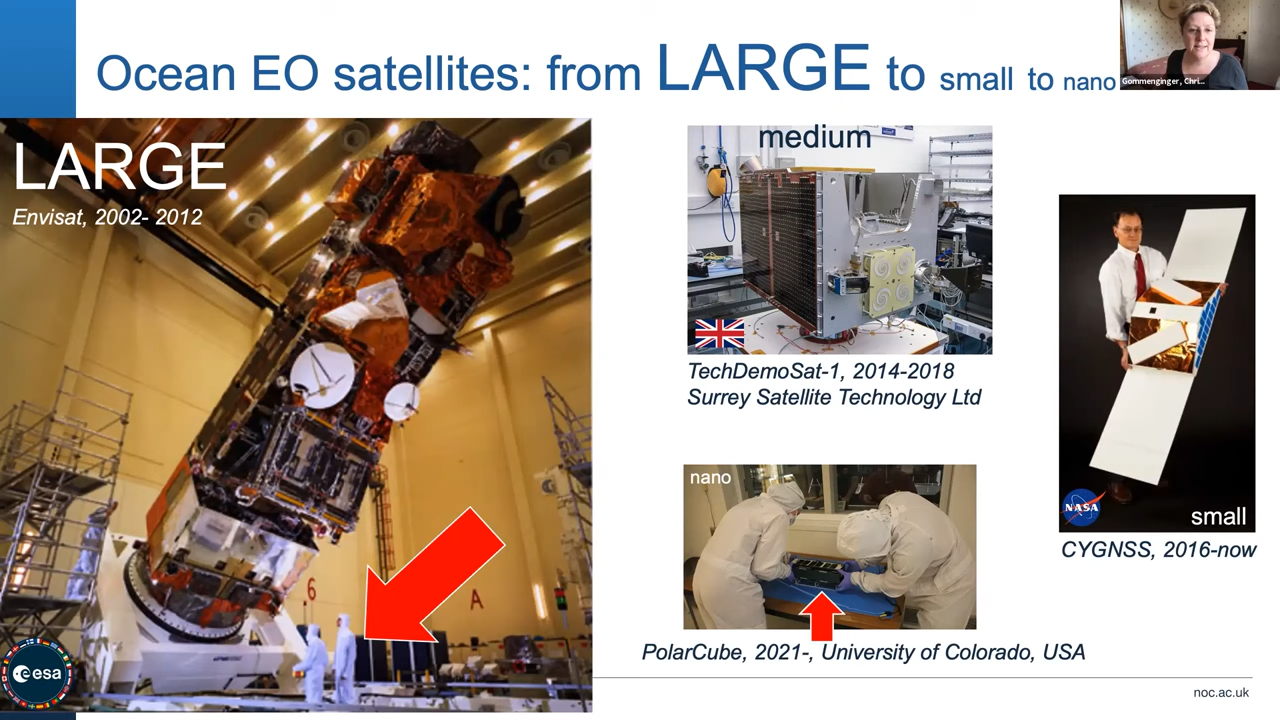 Ocean EO satellites: from LARGE to small to nano
Gommenginger, Chri...
LARGE
Envisat, 2002- 2012
6
A
esa
medium
TechDemoSat-1, 2014-2018
Surrey Satellite Technology Ltd
nano
PolarCube, 2021-, University of Colorado, USA
NASA
small
CYGNSS, 2016-now
noc.ac.uk